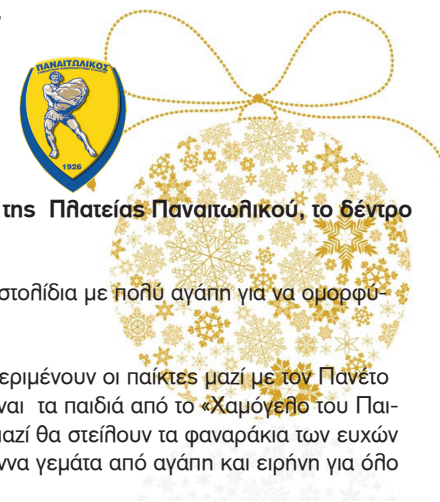 ΠΑΝΑΙΤΩΛΙΚΟΣ
1926
της Πλατείας Παναιτωλικού, το δέντρο
στολίδια με πολύ αγάπη για να ομορφύ-
εριμένουν οι παίκτες μαζί με τον Πανέτο
ναι τα παιδιά από το «Χαμόγελο του Παι-
μαζί θα στείλουν τα φαναράκια των ευχών
ννα γεμάτα από αγάπη και ειρήνη για όλο